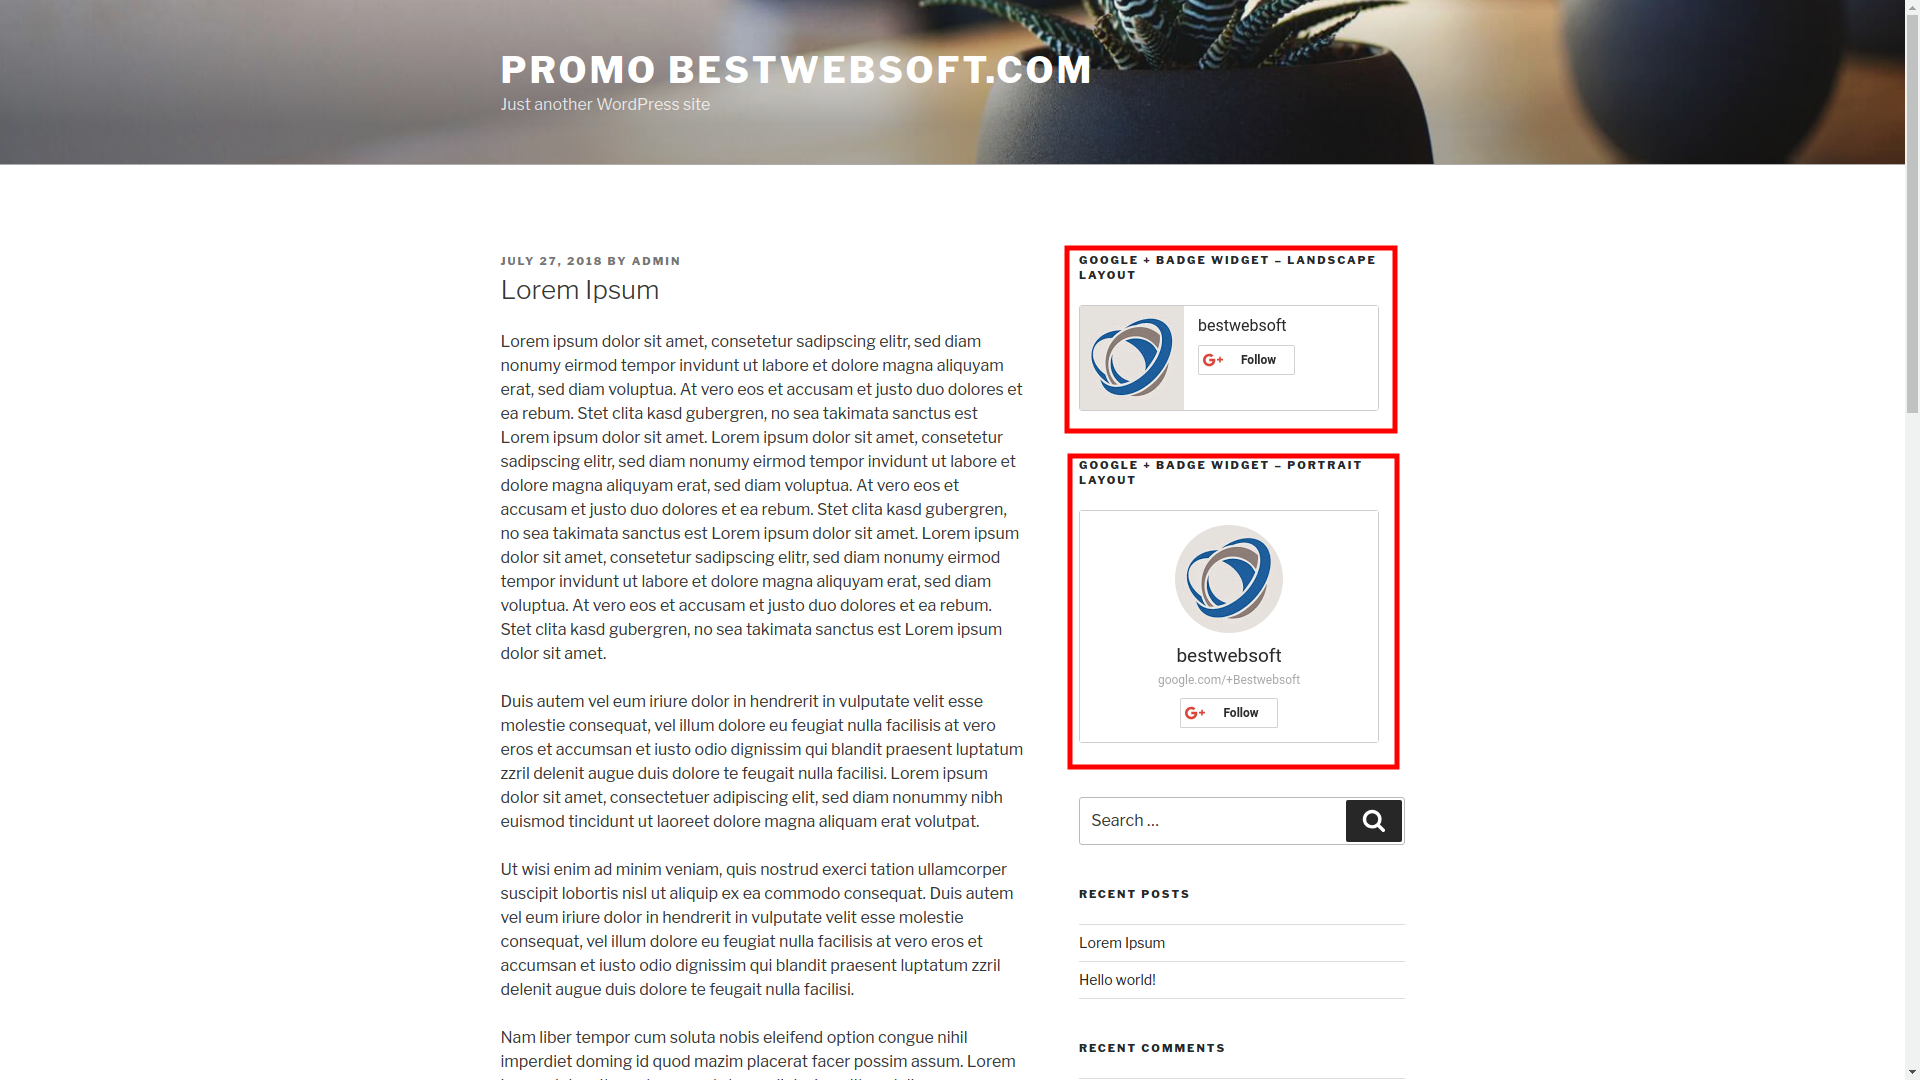 PROMO BESTWEBSOFT.COM
Just another WordPress site
JULY 27, 2018 BY ADMIN
Lorem Ipsum
Lorem ipsum dolor sit amet, consetetur sadipscing elitr, sed diam
nonumy eirmod tempor invidunt ut labore et dolore magna aliquyam
erat, sed diam voluptua. At vero eos et accusam et justo duo dolores et
ea rebum. Stet clita kasd gubergren, no sea takimata sanctus est
Lorem ipsum dolor sit amet. Lorem ipsum dolor sit amet, consetetur
sadipscing elitr, sed diam nonumy eirmod tempor invidunt ut labore et
dolore magna aliquyam erat, sed diam voluptua. At vero eos et
accusam et justo duo dolores et ea rebum. Stet clita kasd gubergren,
no sea takimata sanctus est Lorem ipsum dolor sit amet. Lorem ipsum
dolor sit amet, consetetur sadipscing elitr, sed diam nonumy eirmod
tempor invidunt ut labore et dolore magna aliquyam erat, sed diam
voluptua. At vero eos et accusam et justo duo dolores et ea rebum.
Stet clita kasd gubergren, no sea takimata sanctus est Lorem ipsum
dolor sit amet.
Duis autem vel eum iriure dolor in hendrerit in vulputate velit esse
molestie consequat, vel illum dolore eu feugiat nulla facilisis at vero
eros et accumsan et iusto odio dignissim qui blandit praesent luptatum
zzril delenit augue duis dolore te feugait nulla facilisi. Lorem ipsum
dolor sit amet, consectetuer adipiscing elit, sed diam nonummy nibh
euismod tincidunt ut laoreet dolore magna aliquam erat volutpat.
Ut wisi enim ad minim veniam, quis nostrud exerci tation ullamcorper
suscipit lobortis nisl ut aliquip ex ea commodo consequat. Duis autem
vel eum iriure dolor in hendrerit in vulputate velit esse molestie
consequat, vel illum dolore eu feugiat nulla facilisis at vero eros et
accumsan et iusto odio dignissim qui blandit praesent luptatum zzril
delenit augue duis dolore te feugait nulla facilisi.
Nam liber tempor cum soluta nobis eleifend option congue nihil
imperdiet doming id quod mazim placerat facer possim assum. Lorem
GOOGLE + BADGE WIDGET – LANDSCAPE
LAYOUT
bestwebsoft
G+ Follow
GOOGLE + BADGE WIDGET – PORTRAIT
LAYOUT
bestwebsoft
google.com/+Bestwebsoft
G+ Follow
Search …
RECENT POSTS
Lorem Ipsum
Hello world!
RECENT COMMENTS